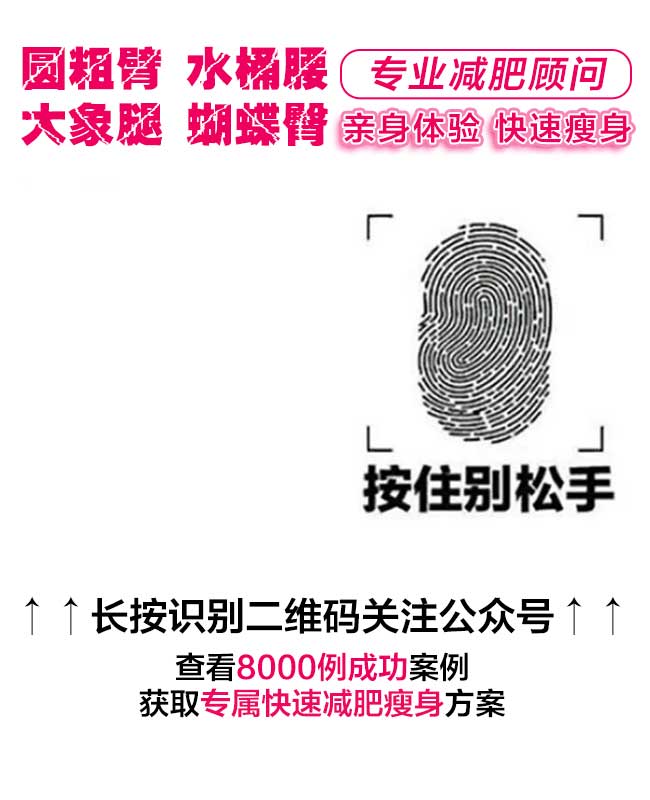 圆粗臂 水桶腰 专业减肥顾问
大象腿 蝴蝶臀 亲身体验 快速瘦身
按住别松手
↑ ↑ 长按识别二维码关注公众号 ↑ ↑
查看8000例成功案例
获取专属快速减肥瘦身方案